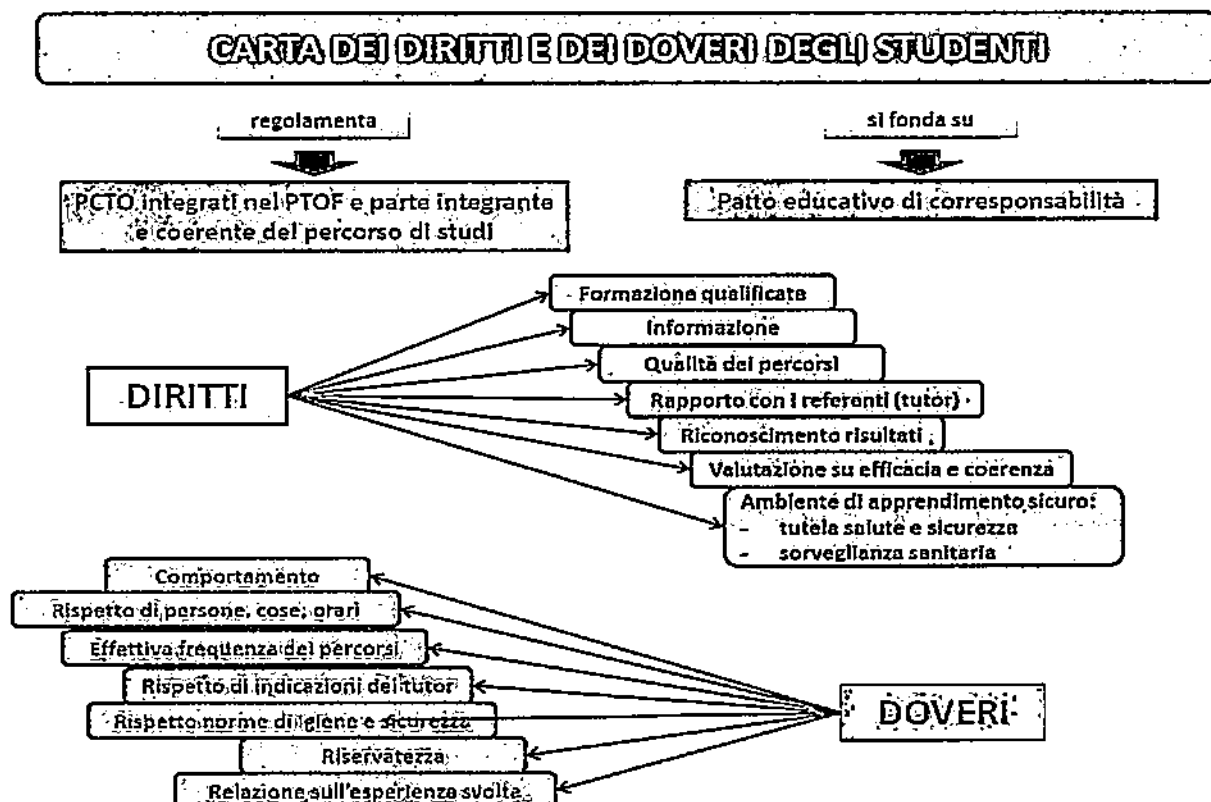 CARTA DEI DIRITTI E DEI DOVERI DEGLI STUDENTI
regolamenta
si fonda su
PCTO integrati nel PTOF e parte integrante
e coerente del percorso di studi
Patto educativo di corresponsabilità
DIRITTI
Formazione qualificata
Informazione
Qualità dei percorsi
Rapporto con i referenti (tutor)
Riconoscimento risultati
Valutazione su efficacia e coerenza
Ambiente di apprendimento sicuro:
- tutela salute e sicurezza
- sorveglianza sanitaria
Comportamento
Rispetto di persone, cose, orari
Effettiva frequenza dei percorsi
Rispetto di indicazioni dei tutor
Rispetto norme di igiene e sicurezza
Riservatezza
Relazione sull'esperienza svolta
DOVERI